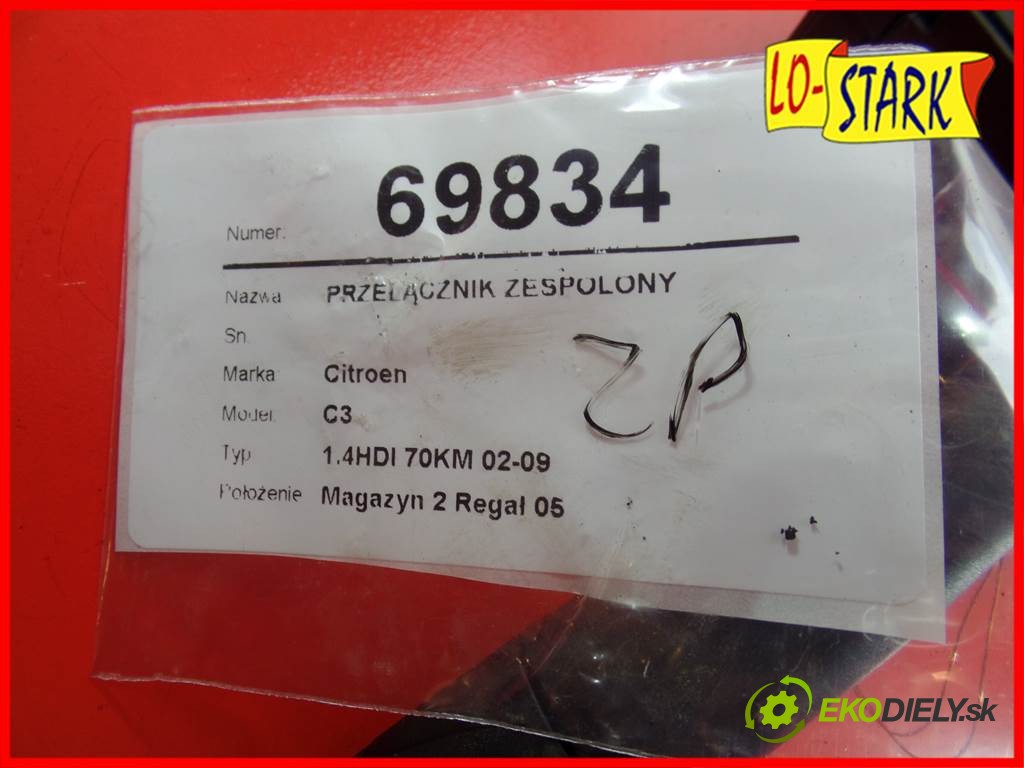 LO-STARK
Numer: 69834
Nazwa PRZEŁĄCZNIK ZESPOLONY
Sn.
Marka Citroen
Model C3
Typ 1.4HDI 70KM 02-09
Położenie Magazyn 2 Regał 05
ZP
EKODIELY.sk